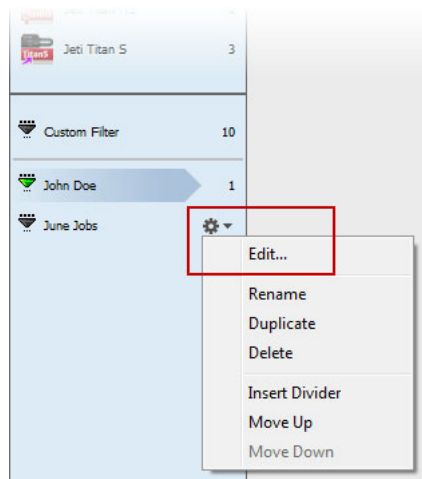 Jeti Titan S 3
TitanS
Custom Filter 10
John Doe 1
June Jobs
Edit...
Rename
Duplicate
Delete
Insert Divider
Move Up
Move Down